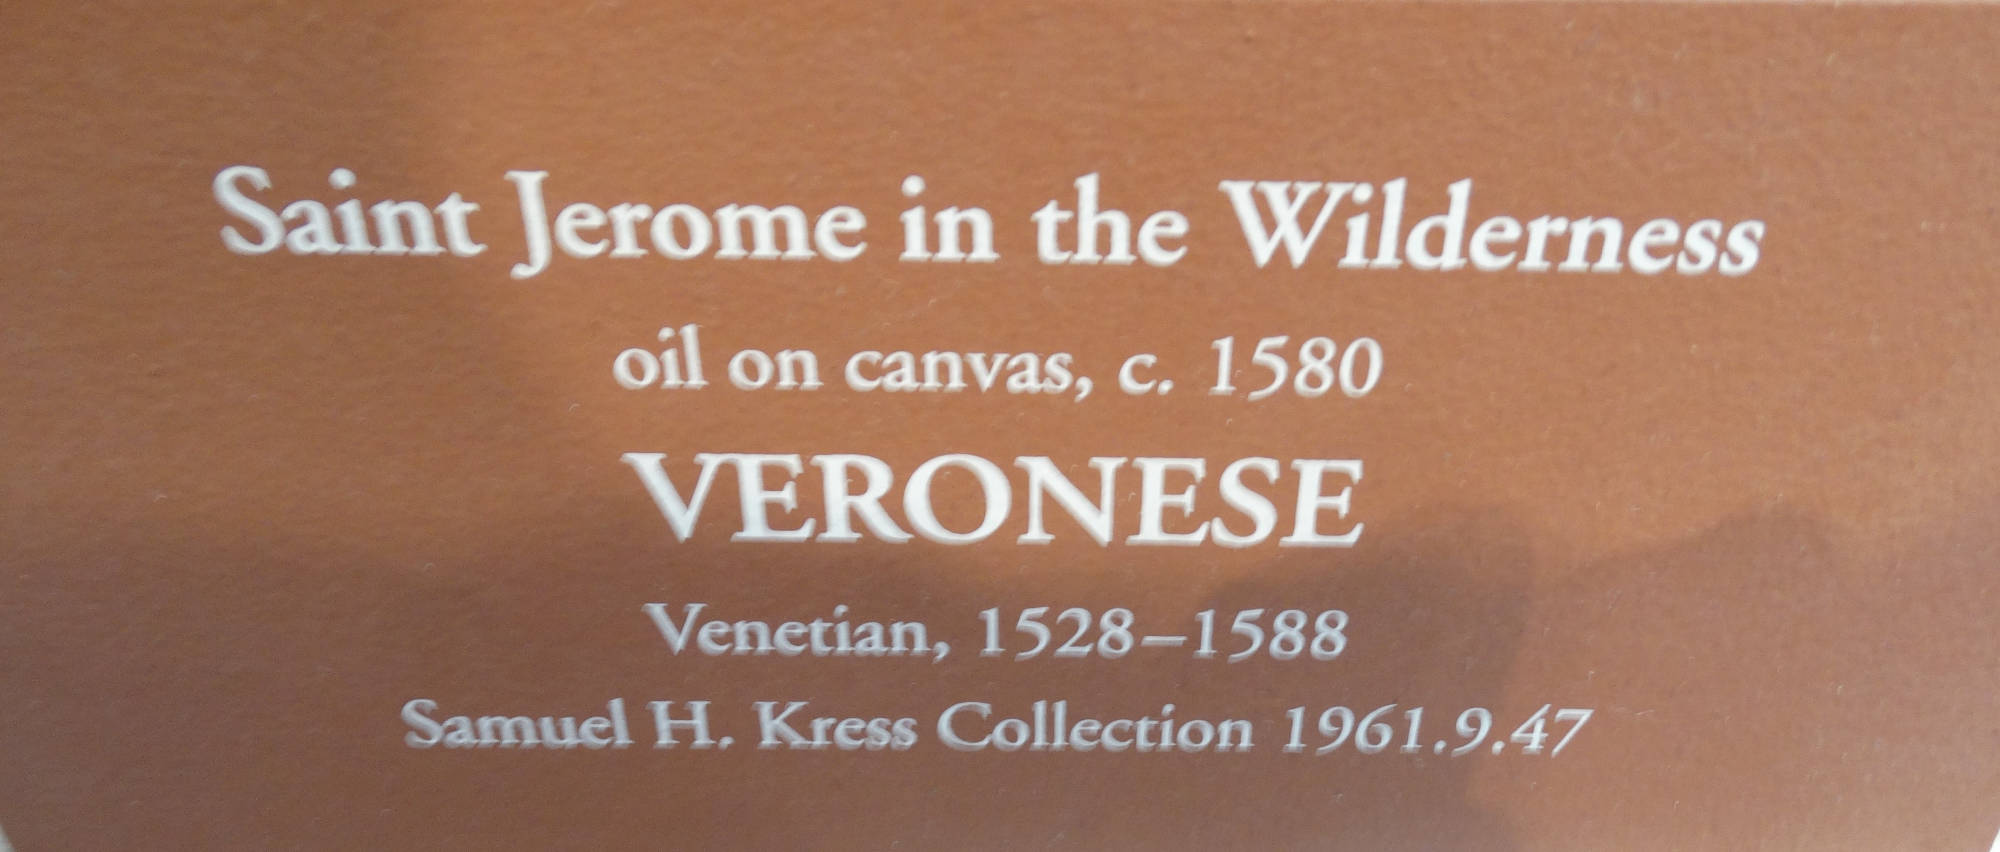 Saint Jerome in the Wilderness
oil on canvas, c. 1580
VERONESE
Venetian, 1528–1588
Samuel H. Kress Collection 1961.9.47